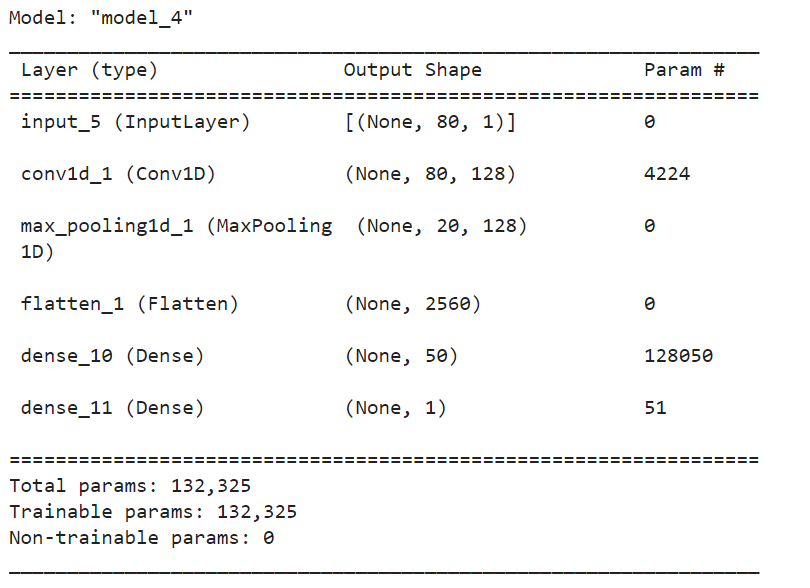 Model: "model_4"
_________________________________________________________________
Layer (type) Output Shape Param #
=================================================================
input_5 (InputLayer) [(None, 80, 1)] 0
conv1d_1 (Conv1D) (None, 80, 128) 4224
max_pooling1d_1 (MaxPooling (None, 20, 128) 0
1D)
flatten_1 (Flatten) (None, 2560) 0
dense_10 (Dense) (None, 50) 128050
dense_11 (Dense) (None, 1) 51
=================================================================
Total params: 132,325
Trainable params: 132,325
Non-trainable params: 0
_________________________________________________________________